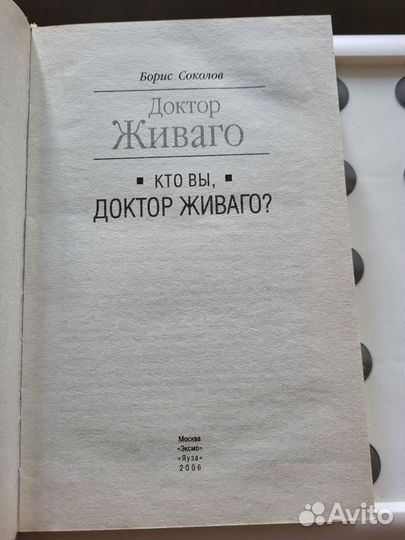 Борис Соколов
Доктор
Живаго
▪ КТО ВЫ, ▪
ДОКТОР ЖИВАГО?
Москва
«Эксмо»
«Яуза»
2006
Avito